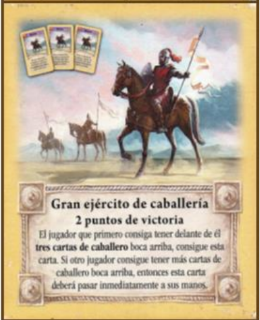 Gran ejército de caballería
2 puntos de victoria
El jugador que primero consiga tener delante de él
tres cartas de caballero boca arriba, consigue esta
carta. Si otro jugador consigue tener más cartas de
caballero boca arriba, entonces esta carta
deberá pasar inmediatamente a sus manos.